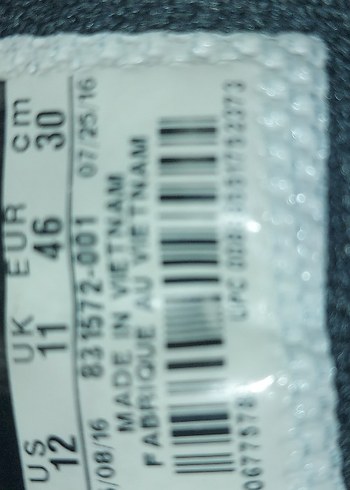 US UK EUR cm
12 11 46 30
/08/16 07/25/16
831572-001
MADE IN VIETNAM
FABRIQUE AU VIETNAM
UPC